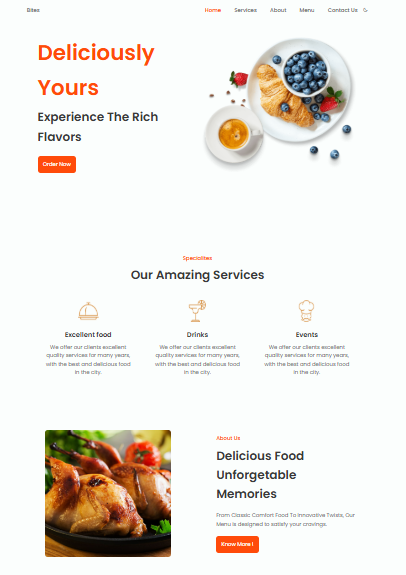 Bites
Home Services About Menu Contact Us
Deliciously
Yours
Experience The Rich
Flavors
Order Now
Specialties
Our Amazing Services
Excellent food
We offer our clients excellent
quality services for many years,
with the best and delicious food
in the city.
Drinks
We offer our clients excellent
quality services for many years,
with the best and delicious food
in the city.
Events
We offer our clients excellent
quality services for many years,
with the best and delicious food
in the city.
About Us
Delicious Food
Unforgetable
Memories
From Classic Comfort Food To Innovative Twists, Our
Menu is designed to satisfy your cravings.
Know More !